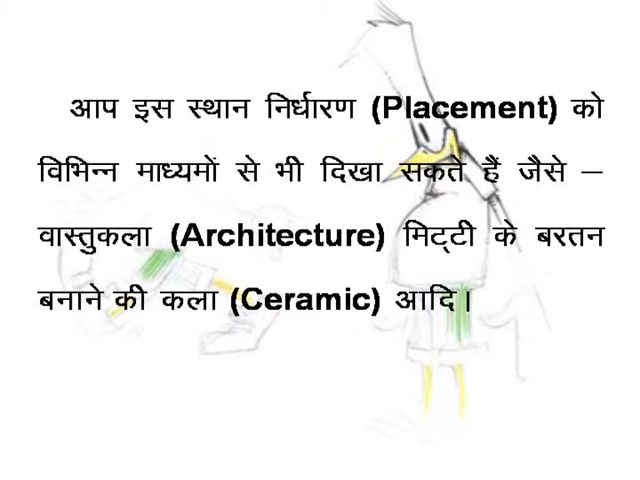 आप इस स्थान निर्धारण (Placement) को
विभिन्न माध्यमों से भी दिखा सकते हैं जैसे –
वास्तुकला (Architecture) मिट्टी के बरतन
बनाने की कला (Ceramic) आदि।